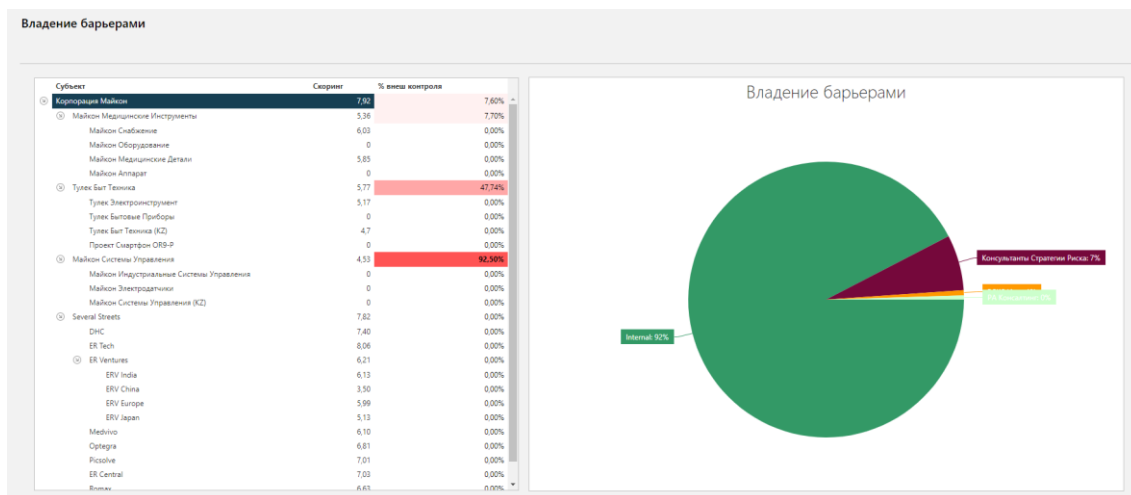 Владение барьерами
Субъект Скоринг % внеш контроля
Корпорация Майкон 7,92 7,60%
Майкон Медицинские Инструменты 5,36 7,70%
Майкон Снабжение 6,03 0,00%
Майкон Оборудование 0 0,00%
Майкон Медицинские Детали 5,85 0,00%
Майкон Аппарат 0 0,00%
Тулек Быт Техника 5,77 47,74%
Тулек Электроинструмент 5,17 0,00%
Тулек Бытовые Приборы 0 0,00%
Тулек Быт Техника (KZ) 4,7 0,00%
Проект Смартфон OR9-P 0 0,00%
Майкон Системы Управления 4,53 92,50%
Майкон Индустриальные Системы Управления 0 0,00%
Майкон Электродатчики 0 0,00%
Майкон Системы Управления (KZ) 0 0,00%
Several Streets 7,82 0,00%
DHC 7,40 0,00%
ER Tech 8,06 0,00%
ER Ventures 6,21 0,00%
ERV India 6,13 0,00%
ERV China 3,50 0,00%
ERV Europe 5,99 0,00%
ERV Japan 5,13 0,00%
Medvivo 6,10 0,00%
Optegra 6,81 0,00%
Picsolve 7,01 0,00%
ER Central 7,03 0,00%
6,63 0,00%
Владение барьерами
Консультанты Стратегии Риска: 7%
Internal: 92%